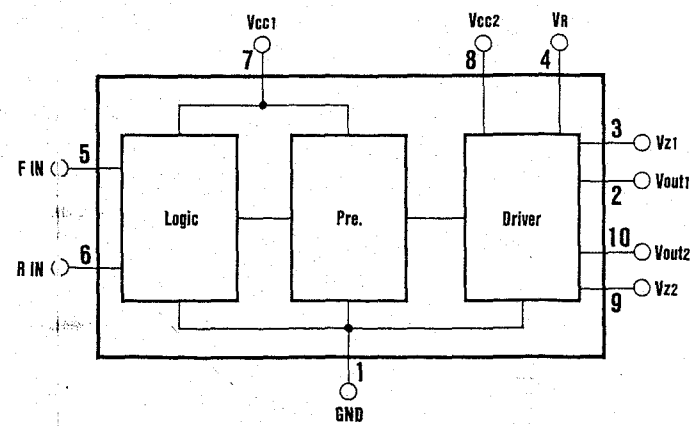 Vcc1 Vcc2 VR
7 8 4
3 Vz1
5
F IN
Vout1
2
Logic Pre. Driver
10
6 Vout2
R IN
Vz2
9
1
GND